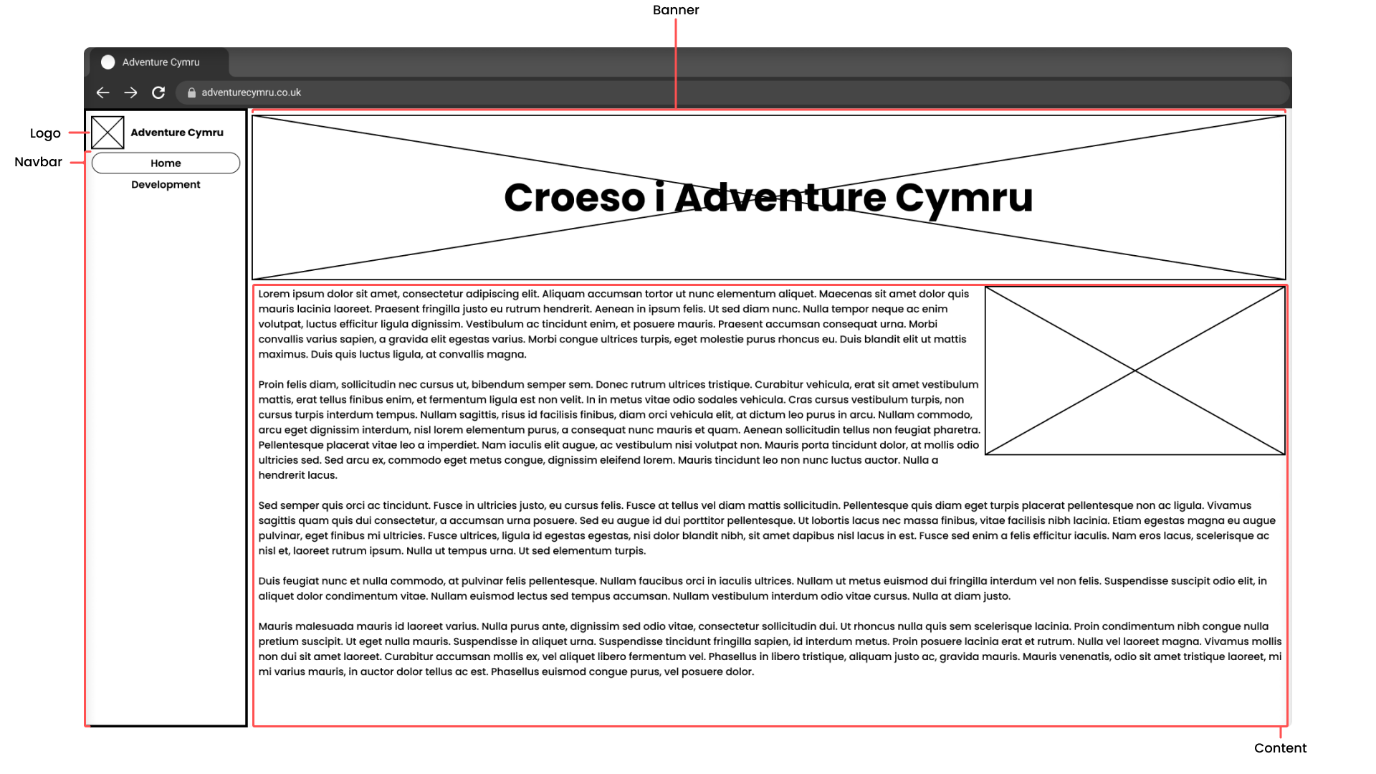 Banner
Adventure Cymru
adventurecymru.co.uk
Logo
Adventure Cymru
Navbar
Home
Development
Croeso i Adventure Cymru
Lorem ipsum dolor sit amet, consectetur adipiscing elit. Aliquam accumsan tortor ut nunc elementum aliquet. Maecenas sit amet dolor quis
mauris lacinia laoreet. Praesent fringilla justo eu rutrum hendrerit. Aenean in ipsum felis. Ut sed diam nunc. Nulla tempor neque ac enim
volutpat, luctus efficitur ligula dignissim. Vestibulum ac tincidunt enim, et posuere mauris. Praesent accumsan consequat urna. Morbi
convallis varius sapien, a gravida elit egestas varius. Morbi congue ultrices turpis, eget molestie purus rhoncus eu. Duis blandit elit ut mattis
maximus. Duis quis luctus ligula, at convallis magna.
Proin felis diam, sollicitudin nec cursus ut, bibendum semper sem. Donec rutrum ultrices tristique. Curabitur vehicula, erat sit amet vestibulum
mattis, erat tellus finibus enim, et fermentum ligula est non velit. In in metus vitae odio sodales vehicula. Cras cursus vestibulum turpis, non
cursus turpis interdum tempus. Nullam sagittis, risus id facilisis finibus, diam orci vehicula elit, at dictum leo purus in arcu. Nullam commodo,
arcu eget dignissim interdum, nisl lorem elementum purus, a consequat nunc mauris et quam. Aenean sollicitudin tellus non feugiat pharetra.
Pellentesque placerat vitae leo a imperdiet. Nam iaculis elit augue, ac vestibulum nisi volutpat non. Mauris porta tincidunt dolor, at mollis odio
ultricies sed. Sed arcu ex, commodo eget metus congue, dignissim eleifend lorem. Mauris tincidunt leo non nunc luctus auctor. Nulla a
hendrerit lacus.
Sed semper quis orci ac tincidunt. Fusce in ultricies justo, eu cursus felis. Fusce at tellus vel diam mattis sollicitudin. Pellentesque quis diam eget turpis placerat pellentesque non ac ligula. Vivamus
sagittis quam quis dui consectetur, a accumsan urna posuere. Sed eu augue id dui porttitor pellentesque. Ut lobortis lacus nec massa finibus, vitae facilisis nibh lacinia. Etiam egestas magna eu augue
pulvinar, eget finibus mi ultricies. Fusce ultrices, ligula id egestas egestas, nisi dolor blandit nibh, sit amet dapibus nisl lacus in est. Fusce sed enim a felis efficitur iaculis. Nam eros lacus, scelerisque ac
nisl et, laoreet rutrum ipsum. Nulla ut tempus urna. Ut sed elementum turpis.
Duis feugiat nunc et nulla commodo, at pulvinar felis pellentesque. Nullam faucibus orci in iaculis ultrices. Nullam ut metus euismod dui fringilla interdum vel non felis. Suspendisse suscipit odio elit, in
aliquet dolor condimentum vitae. Nullam euismod lectus sed tempus accumsan. Nullam vestibulum interdum odio vitae cursus. Nulla at diam justo.
Mauris malesuada mauris id laoreet varius. Nulla purus ante, dignissim sed odio vitae, consectetur sollicitudin dui. Ut rhoncus nulla quis sem scelerisque lacinia. Proin condimentum nibh congue nulla
pretium suscipit. Ut eget nulla mauris. Suspendisse in aliquet urna. Suspendisse tincidunt fringilla sapien, id interdum metus. Proin posuere lacinia erat et rutrum. Nulla vel laoreet magna. Vivamus mollis
non dui sit amet laoreet. Curabitur accumsan mollis ex, vel aliquet libero fermentum vel. Phasellus in libero tristique, aliquam justo ac, gravida mauris. Mauris venenatis, odio sit amet tristique laoreet, mi
mi varius mauris, in auctor dolor tellus ac est. Phasellus euismod congue purus, vel posuere dolor.
Content